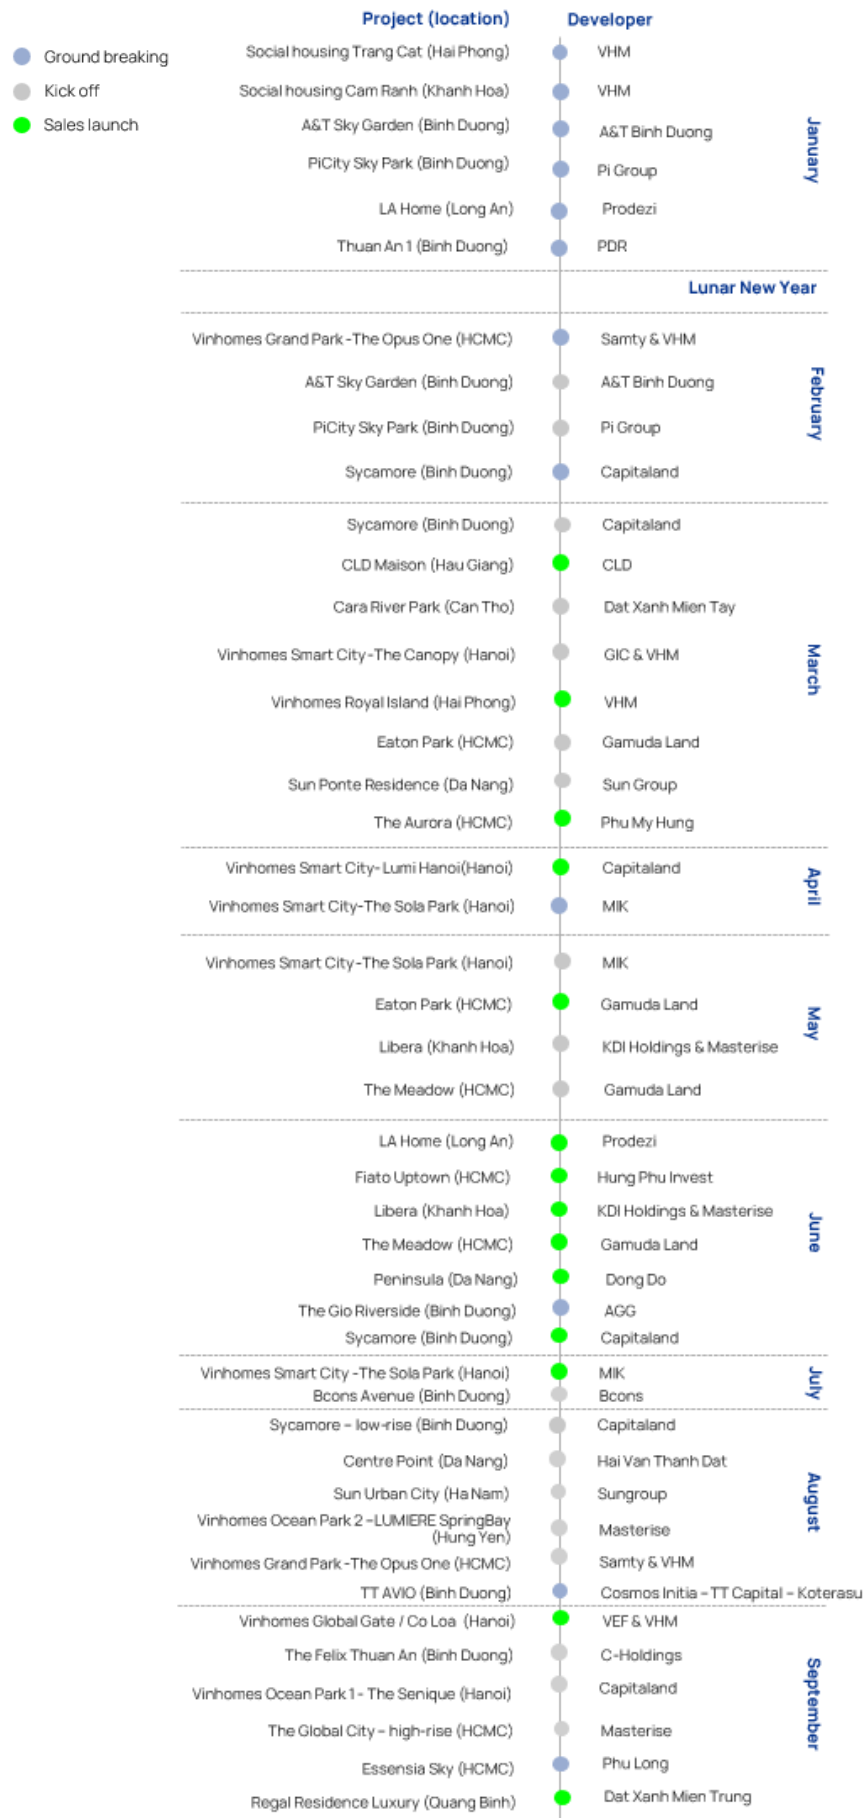 Project (location) Developer
Ground breaking
Kick off
Sales launch
Social housing Trang Cat (Hai Phong) VHM
Social housing Cam Ranh (Khanh Hoa) VHM
A&T Sky Garden (Binh Duong) A&T Binh Duong
PiCity Sky Park (Binh Duong) Pi Group
LA Home (Long An) Prodezi
Thuan An 1 (Binh Duong) PDR
January
Lunar New Year
Vinhomes Grand Park -The Opus One (HCMC) Samty & VHM
A&T Sky Garden (Binh Duong) A&T Binh Duong
PiCity Sky Park (Binh Duong) Pi Group
Sycamore (Binh Duong) Capitaland
February
Sycamore (Binh Duong) Capitaland
CLD Maison (Hau Giang) CLD
Cara River Park (Can Tho) Dat Xanh Mien Tay
Vinhomes Smart City-The Canopy (Hanoi) GIC & VHM
Vinhomes Royal Island (Hai Phong) VHM
Eaton Park (HCMC) Gamuda Land
Sun Ponte Residence (Da Nang) Sun Group
The Aurora (HCMC) Phu My Hung
March
Vinhomes Smart City- Lumi Hanoi(Hanoi) Capitaland
Vinhomes Smart City-The Sola Park (Hanoi) MIK
April
Vinhomes Smart City-The Sola Park (Hanoi) MIK
Eaton Park (HCMC) Gamuda Land
Libera (Khanh Hoa) KDI Holdings & Masterise
The Meadow (HCMC) Gamuda Land
May
LA Home (Long An) Prodezi
Fiato Uptown (HCMC) Hung Phu Invest
Libera (Khanh Hoa) KDI Holdings & Masterise
The Meadow (HCMC) Gamuda Land
Peninsula (Da Nang) Dong Do
The Gio Riverside (Binh Duong) AGG
Sycamore (Binh Duong) Capitaland
June
Vinhomes Smart City -The Sola Park (Hanoi) MIK
Bcons Avenue (Binh Duong) Bcons
July
Sycamore – low-rise (Binh Duong) Capitaland
Centre Point (Da Nang) Hai Van Thanh Dat
Sun Urban City (Ha Nam) Sungroup
Vinhomes Ocean Park 2 –LUMIERE SpringBay
(Hung Yen) Masterise
Vinhomes Grand Park -The Opus One (HCMC) Samty & VHM
TT AVIO (Binh Duong) Cosmos Initia – TT Capital – Koterasu
August
Vinhomes Global Gate / Co Loa (Hanoi) VEF & VHM
The Felix Thuan An (Binh Duong) C-Holdings
Vinhomes Ocean Park 1 - The Senique (Hanoi) Capitaland
The Global City – high-rise (HCMC) Masterise
Essensia Sky (HCMC) Phu Long
Regal Residence Luxury (Quang Binh) Dat Xanh Mien Trung
September